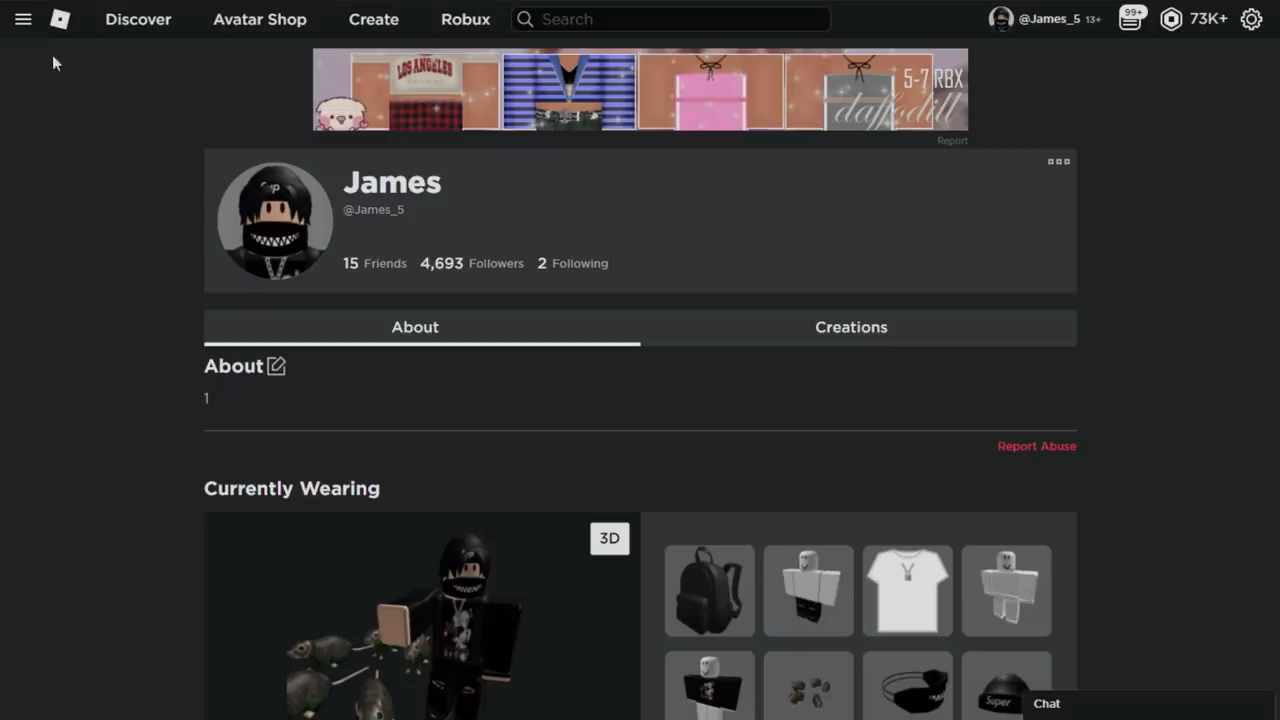 Discover Avatar Shop Create Robux Search @James_5 13+ 99+ 73K+
LOS ANGELES
5-7 RBX
daffodill
Report
James
@James_5
15 Friends 4,693 Followers 2 Following
About Creations
About
1
Report Abuse
Currently Wearing
3D
Super
Chat